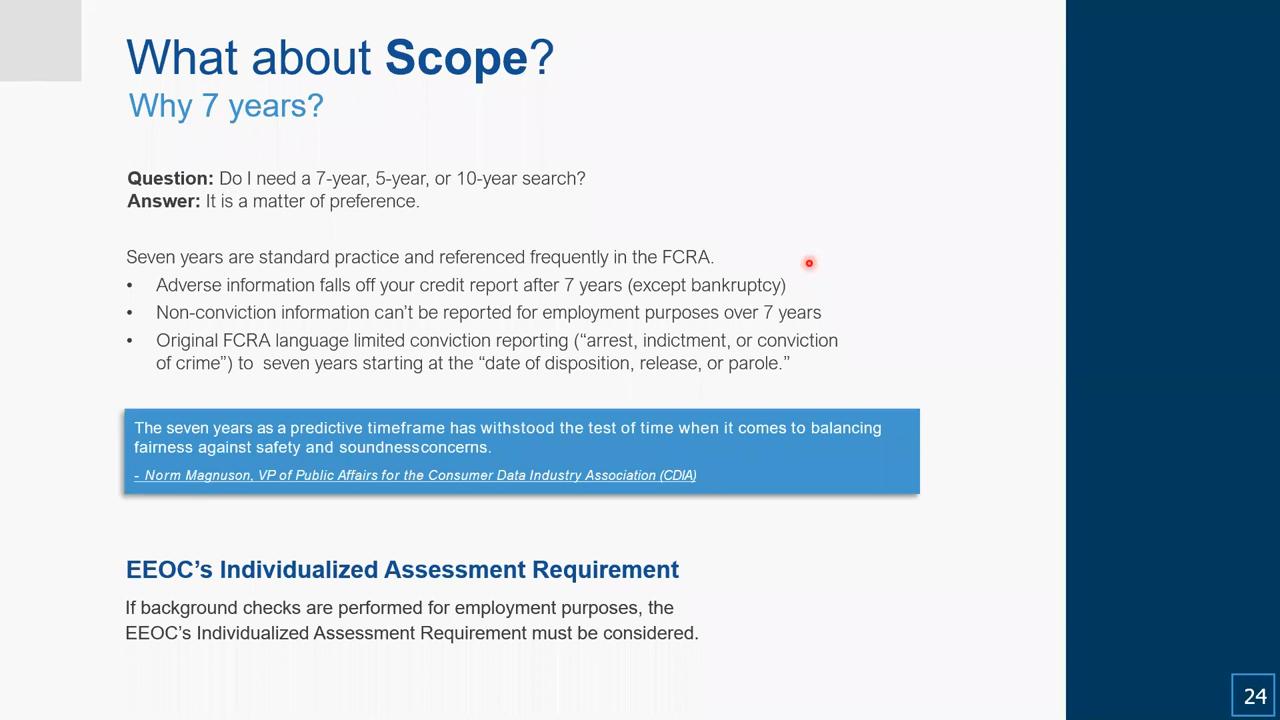 What about Scope?
Why 7 years?
Question: Do I need a 7-year, 5-year, or 10-year search?
Answer: It is a matter of preference.
Seven years are standard practice and referenced frequently in the FCRA.
• Adverse information falls off your credit report after 7 years (except bankruptcy)
• Non-conviction information can’t be reported for employment purposes over 7 years
• Original FCRA language limited conviction reporting (“arrest, indictment, or conviction
of crime”) to  seven years starting at the “date of disposition, release, or parole.”
The seven years as a predictive timeframe has withstood the test of time when it comes to balancing
fairness against safety and soundnessconcerns.
- Norm Magnuson, VP of Public Affairs for the Consumer Data Industry Association (CDIA)
EEOC’s Individualized Assessment Requirement
If background checks are performed for employment purposes, the
EEOC’s Individualized Assessment Requirement must be considered.
24